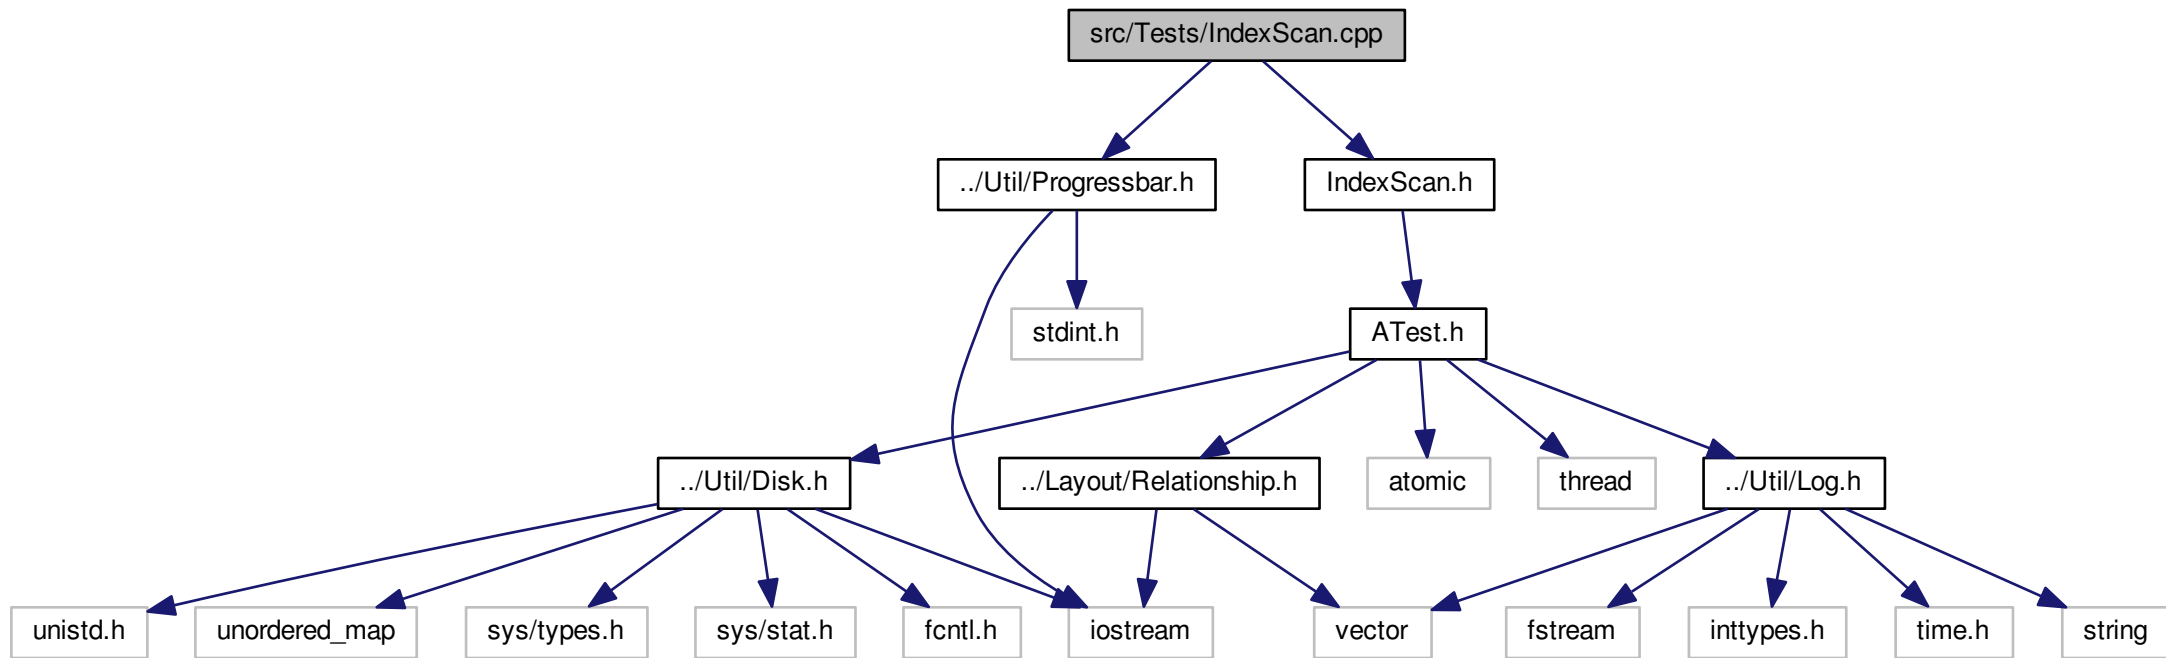 src/Tests/IndexScan.cpp
../Util/Progressbar.h
IndexScan.h
stdint.h
ATest.h
../Util/Disk.h
../Layout/Relationship.h
atomic
thread
../Util/Log.h
unistd.h
unordered_map
sys/types.h
sys/stat.h
fcntl.h
iostream
vector
fstream
inttypes.h
time.h
string